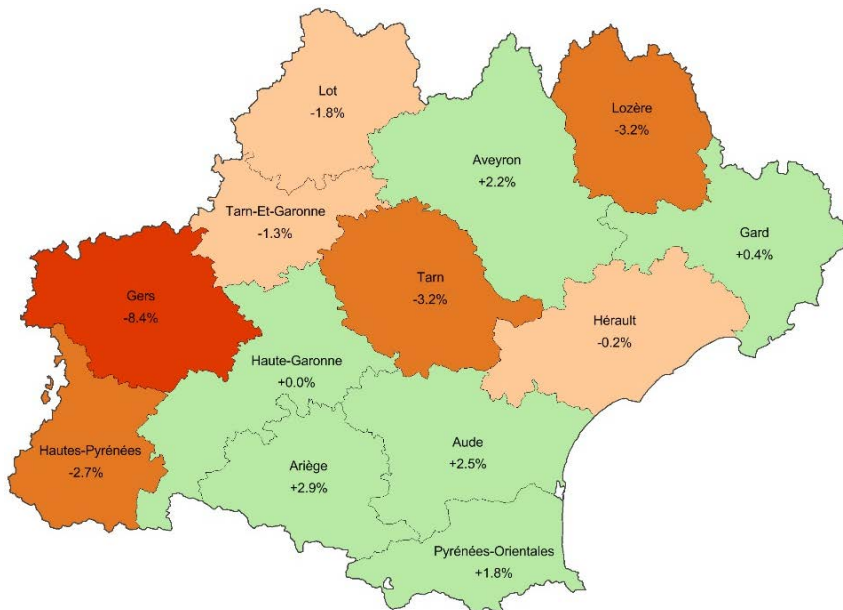 Lot
-1.8%
Lozère
-3.2%
Aveyron
+2.2%
Tarn-Et-Garonne
-1.3%
Gard
+0.4%
Gers
-8.4%
Tarn
-3.2%
Hérault
-0.2%
Haute-Garonne
+0.0%
Hautes-Pyrénées
-2.7%
Ariège
+2.9%
Aude
+2.5%
Pyrénées-Orientales
+1.8%